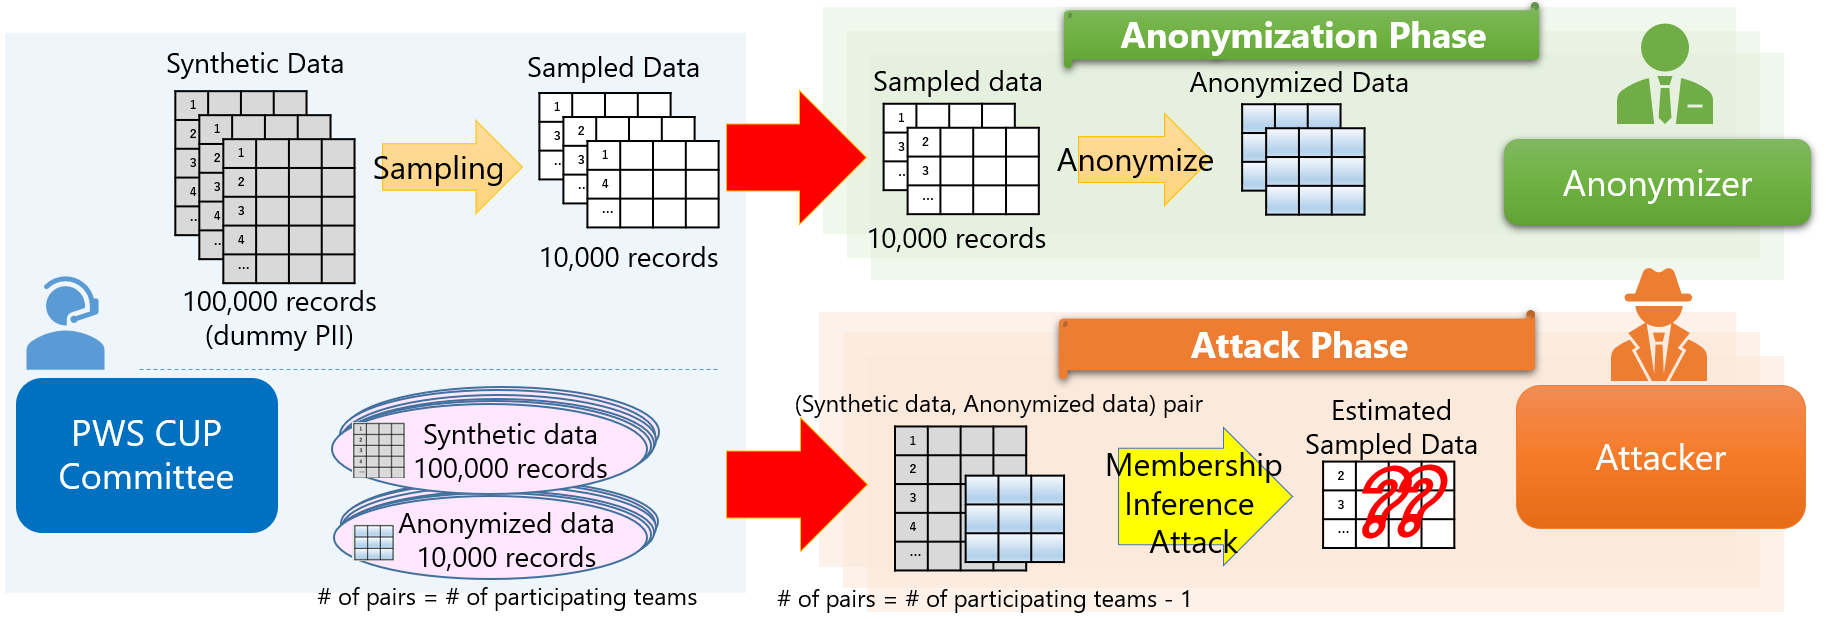 Synthetic Data
1
2
3
4
..
1
2
3
4
..
1
2
3
4
...
100,000 records
(dummy PII)
Sampling
Sampled Data
1
3
..
2
3
..
1
4
...
10,000 records
PWS CUP
Committee
Synthetic data
100,000 records
1
2
3
4
...
Anonymized data
10,000 records
# of pairs = # of participating teams
Anonymization Phase
Sampled data
1
3
..
2
3
...
10,000 records
Anonymize
Anonymized Data
Anonymizer
Attack Phase
(Synthetic data, Anonymized data) pair
1
2
3
4
...
# of pairs = # of participating teams - 1
Membership
Inference
Attack
Estimated
Sampled Data
2
3
...
??
Attacker